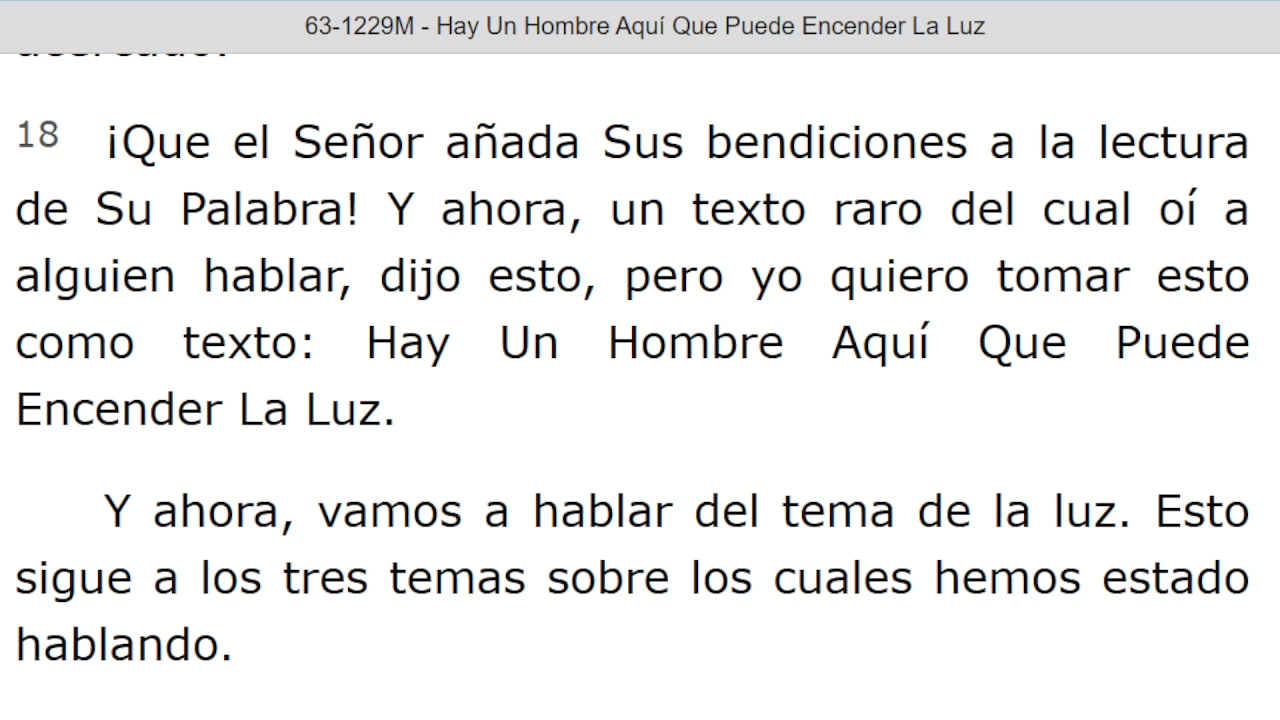 63-1229M - Hay Un Hombre Aquí Que Puede Encender La Luz
18 ¡Que el Señor añada Sus bendiciones a la lectura
de Su Palabra! Y ahora, un texto raro del cual oí a
alguien hablar, dijo esto, pero yo quiero tomar esto
como texto: Hay Un Hombre Aquí Que Puede
Encender La Luz.
Y ahora, vamos a hablar del tema de la luz. Esto
sigue a los tres temas sobre los cuales hemos estado
hablando.